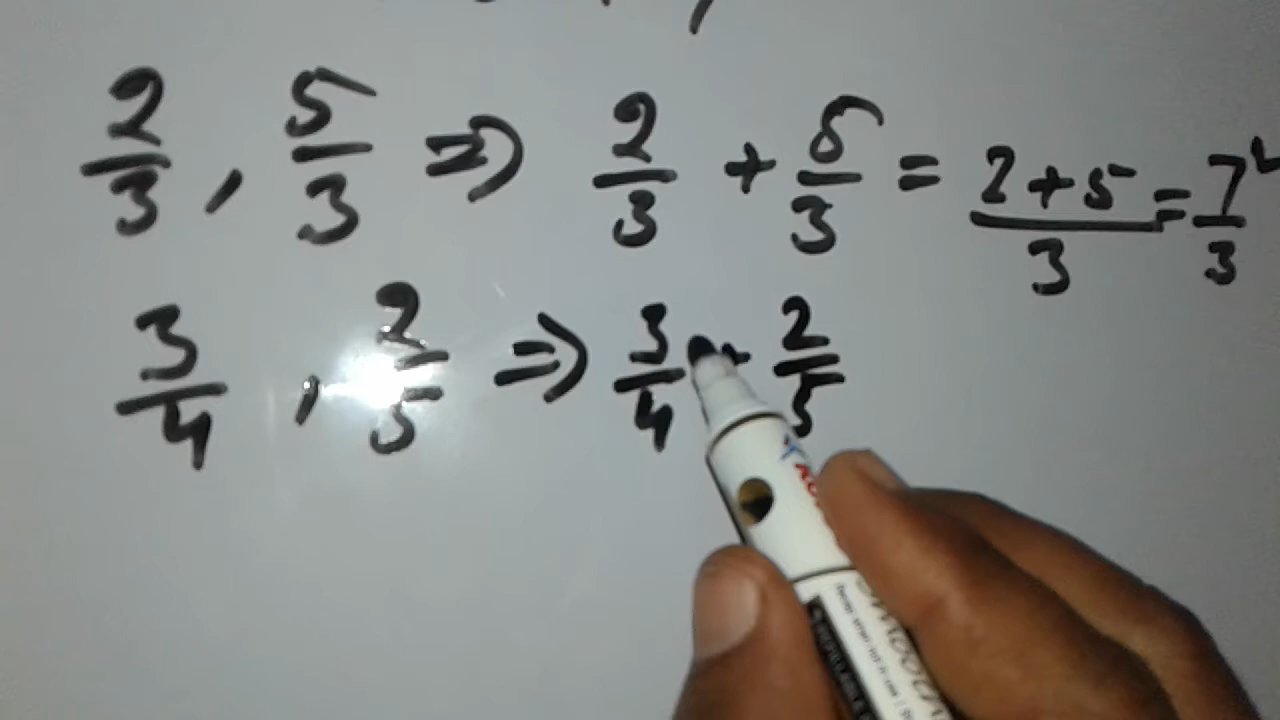 2/3 , 5/3 ⇒ 2/3 + 5/3 = 2+5/3 = 7/3
3/4 , 2/5 ⇒ 3/4 + 2/5